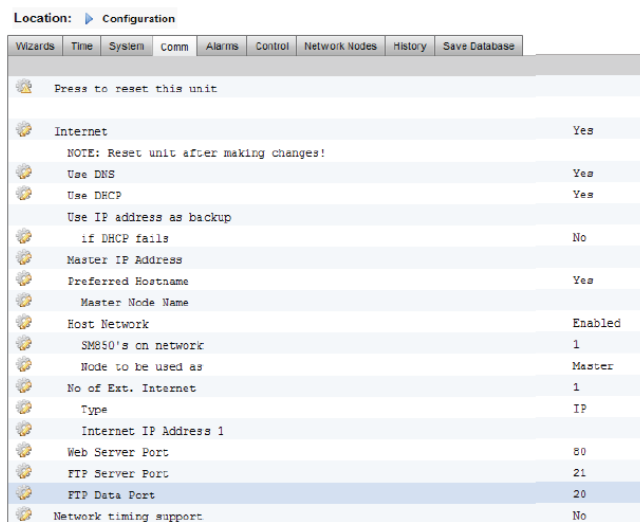 Location: Configuration
Wizards Time System Comm Alarms Control Network Nodes History Save Database
Press to reset this unit
Internet Yes
NOTE: Reset unit after making changes!
Use DNS Yes
Use DHCP Yes
Use IP address as backup
if DHCP fails No
Master IP Address
Preferred Hostname Yes
Master Node Name
Host Network Enabled
SM850's on network 1
Node to be used as Master
No of Ext. Internet 1
Type IP
Internet IP Address 1
Web Server Port 80
FTP Server Port 21
FTP Data Port 20
Network timing support No